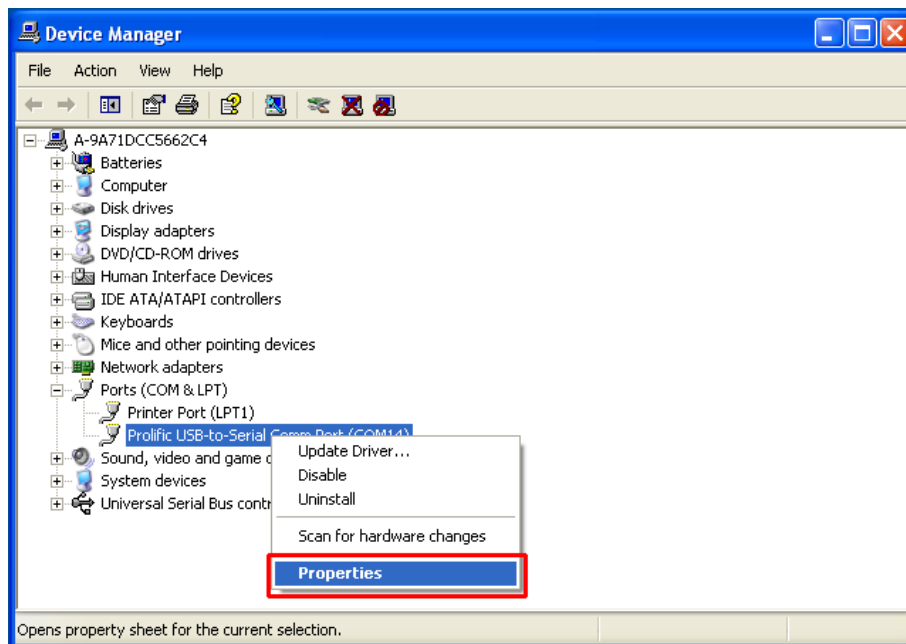 Device Manager
File Action View Help
A-9A71DCC5662C4
Batteries
Computer
Disk drives
Display adapters
DVD/CD-ROM drives
Human Interface Devices
IDE ATA/ATAPI controllers
Keyboards
Mice and other pointing devices
Network adapters
Ports (COM & LPT)
Printer Port (LPT1)
Prolific USB-to-Serial Comm Port (COM14)
Sound, video and game
System devices
Universal Serial Bus contr
Update Driver...
Disable
Uninstall
Scan for hardware changes
Properties
Opens property sheet for the current selection.